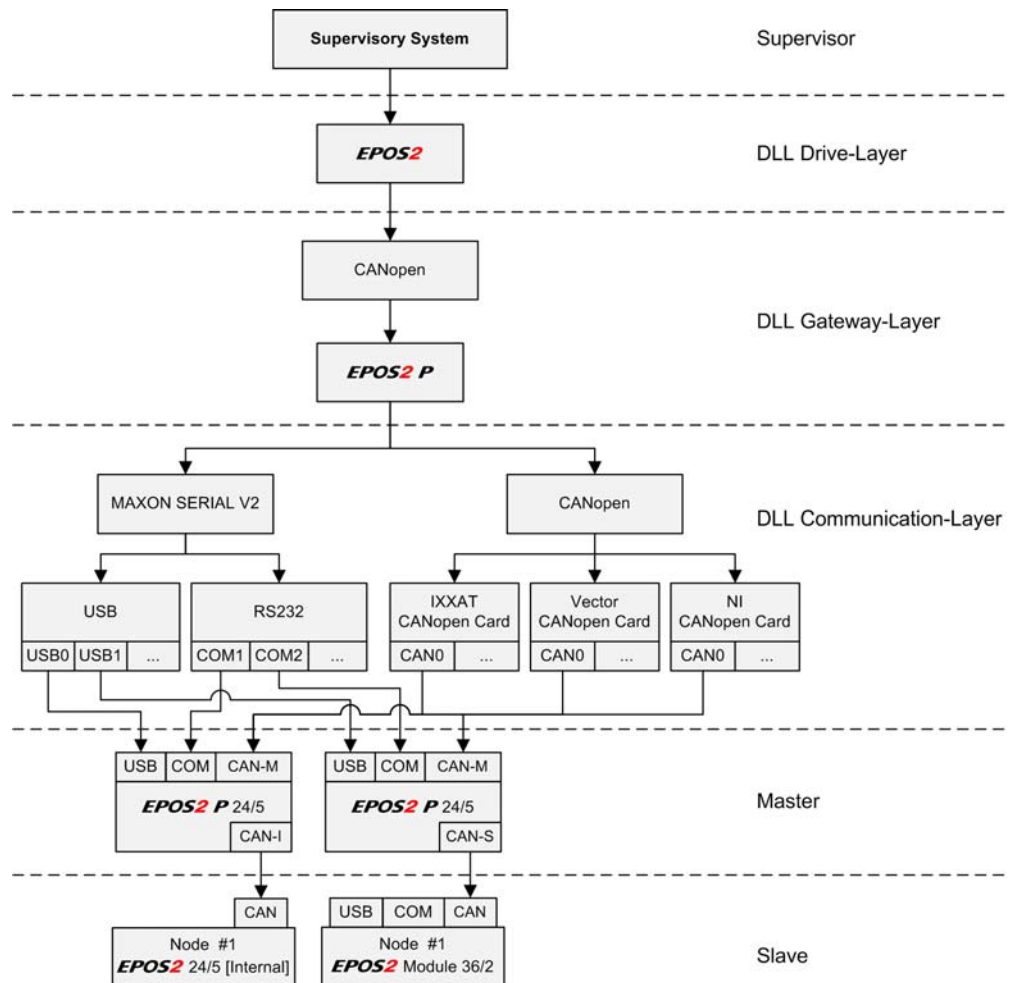 Supervisory System
Supervisor
EPOS2
DLL Drive-Layer
CANopen
DLL Gateway-Layer
EPOS2 P
MAXON SERIAL V2
CANopen
DLL Communication-Layer
USB
RS232
IXXAT
CANopen Card
Vector
CANopen Card
NI
CANopen Card
USB0 USB1 ...
COM1 COM2 ...
CAN0 ...
CAN0 ...
CAN0 ...
USB COM CAN-M
USB COM CAN-M
EPOS2 P 24/5
EPOS2 P 24/5
Master
CAN-I
CAN-S
CAN
USB COM CAN
Node #1
EPOS2 24/5 [Internal]
Node #1
EPOS2 Module 36/2
Slave